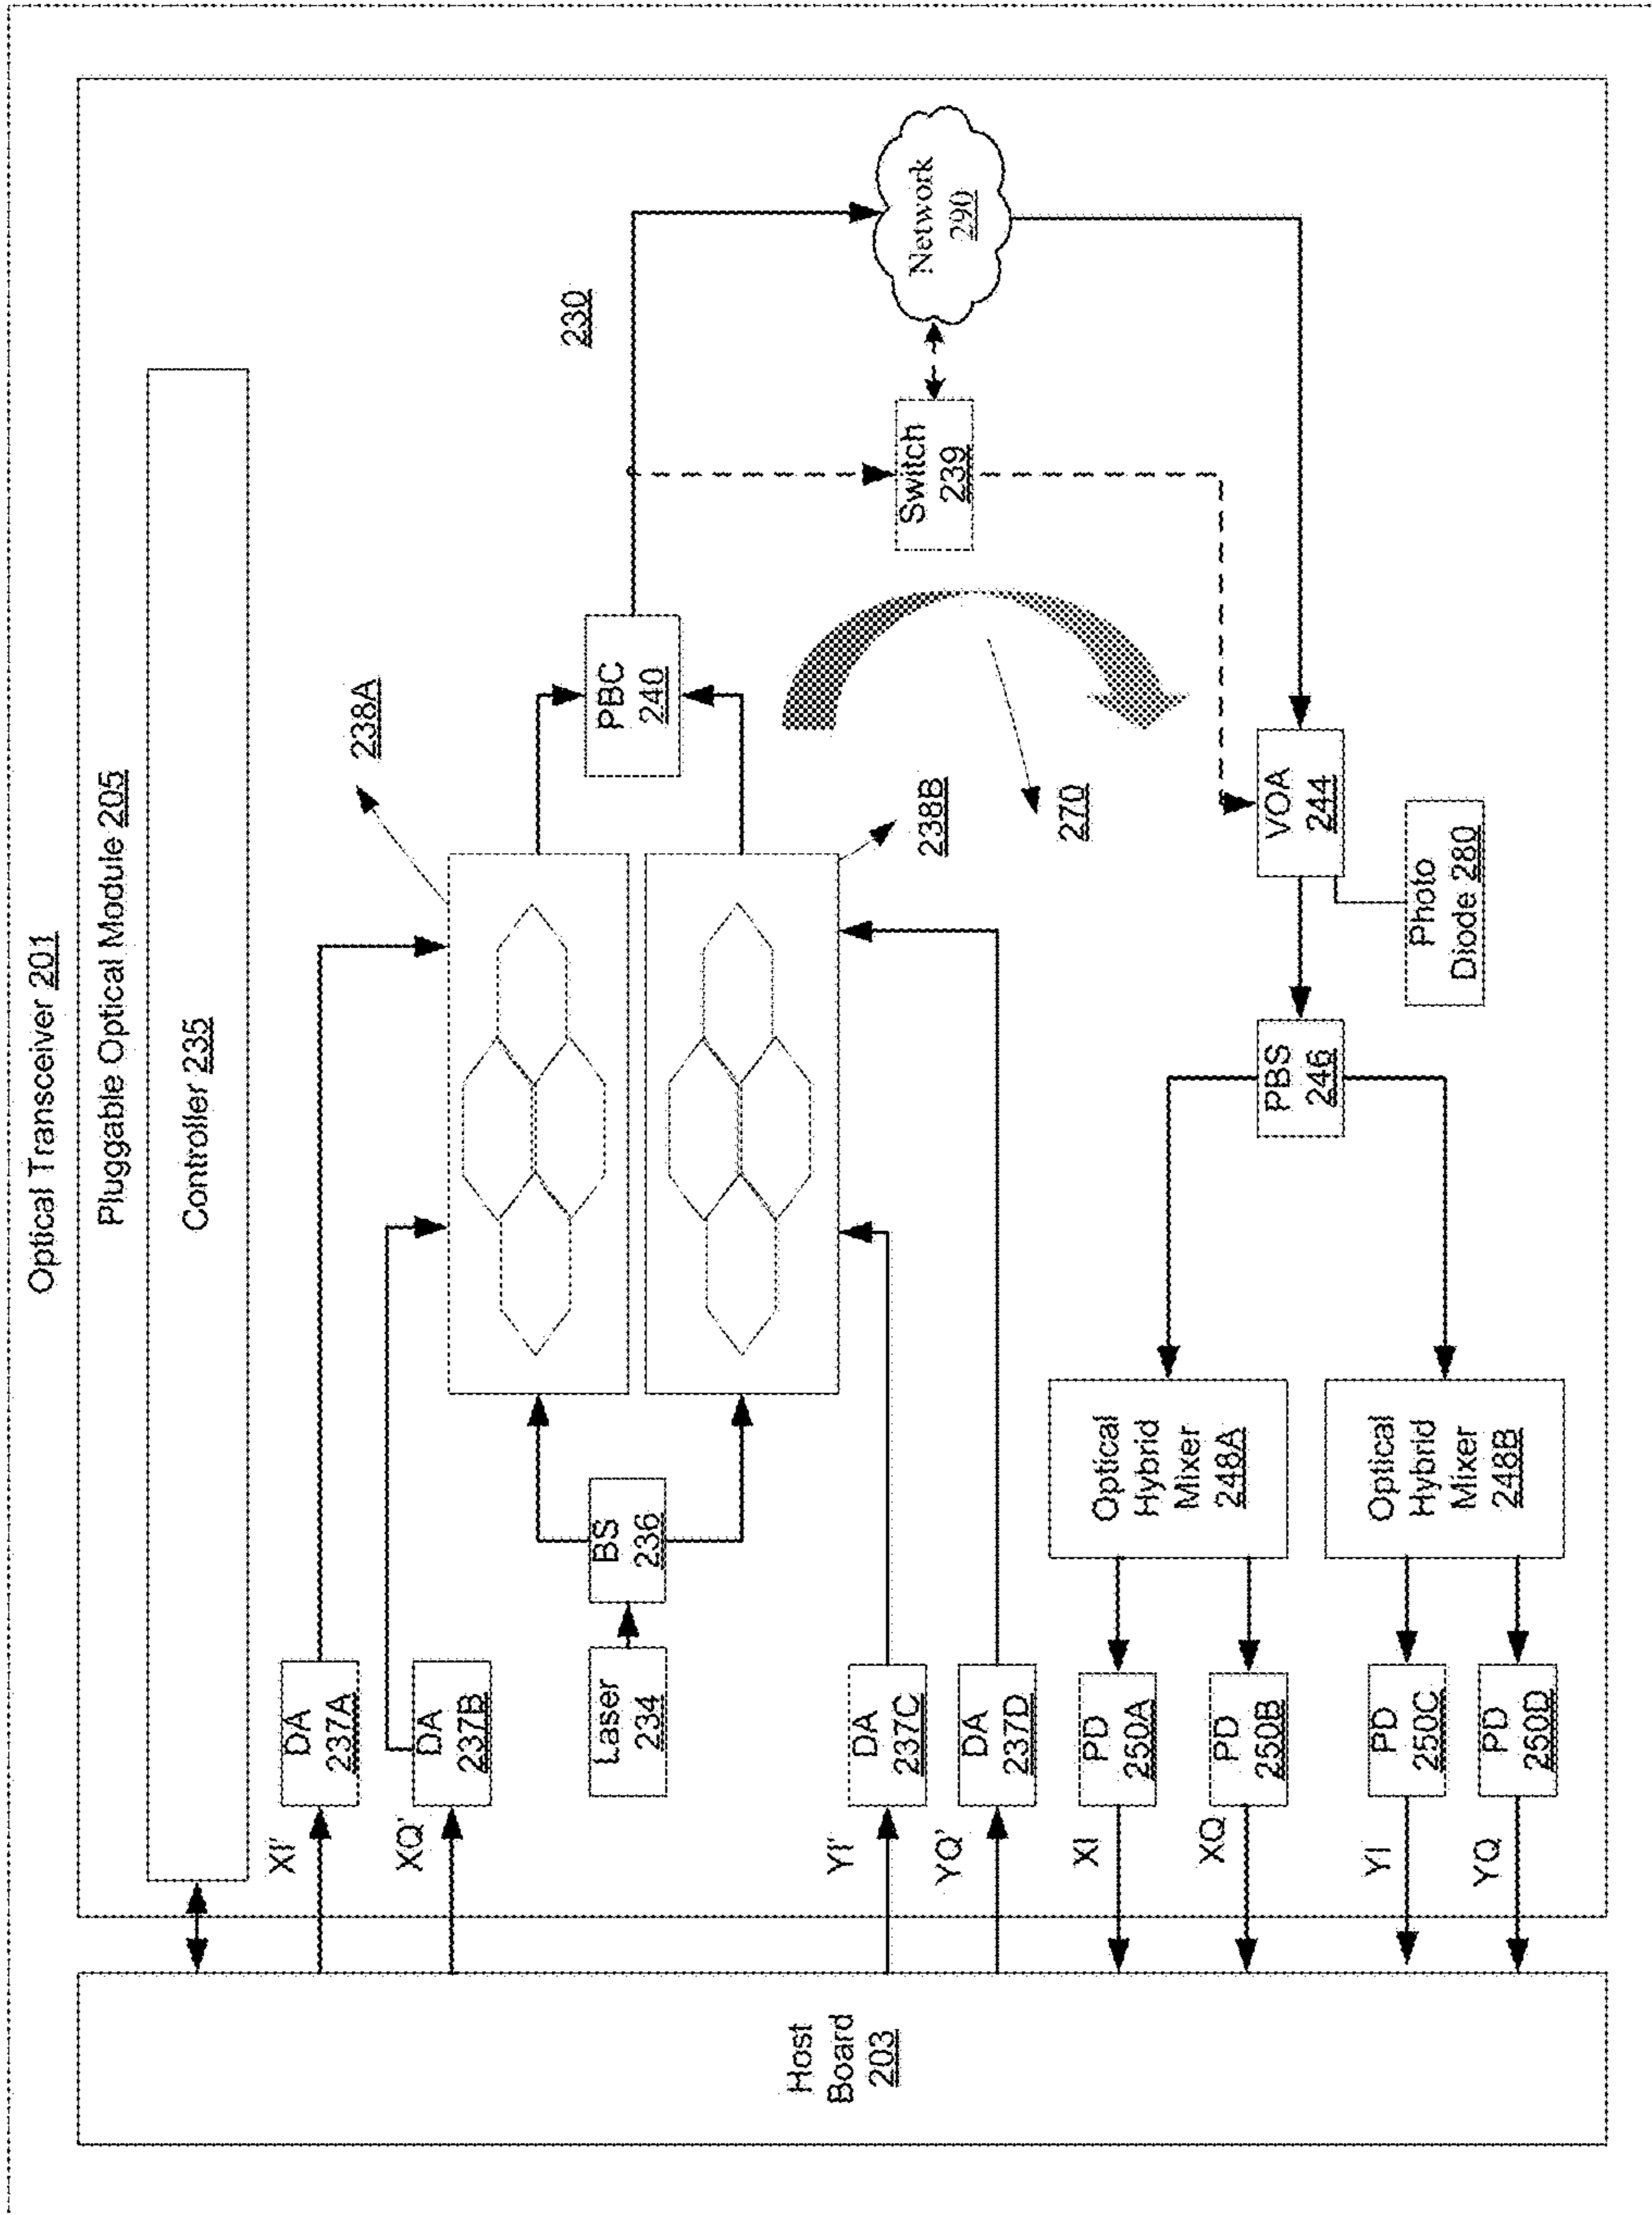 Optical Transceiver 201
Pluggable Optical Module 205
Controller 235
Host
Board
203
XI'
DA
237A
XQ'
DA
237B
Laser
234
BS
236
238A
238B
PBC
240
230
Network
290
Switch
239
270
YI'
DA
237C
YQ'
DA
237D
XI
PD
250A
XQ
PD
250B
YI
PD
250C
YQ
PD
250D
Optical
Hybrid
Mixer
248A
Optical
Hybrid
Mixer
248B
PBS
246
VOA
244
Photo
Diode 280